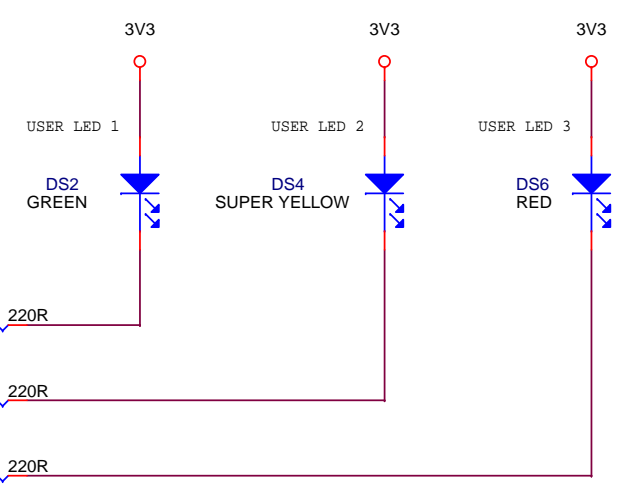 3V3 3V3 3V3
USER LED 1 USER LED 2 USER LED 3
DS2 DS4 DS6
GREEN SUPER YELLOW RED
220R
220R
220R